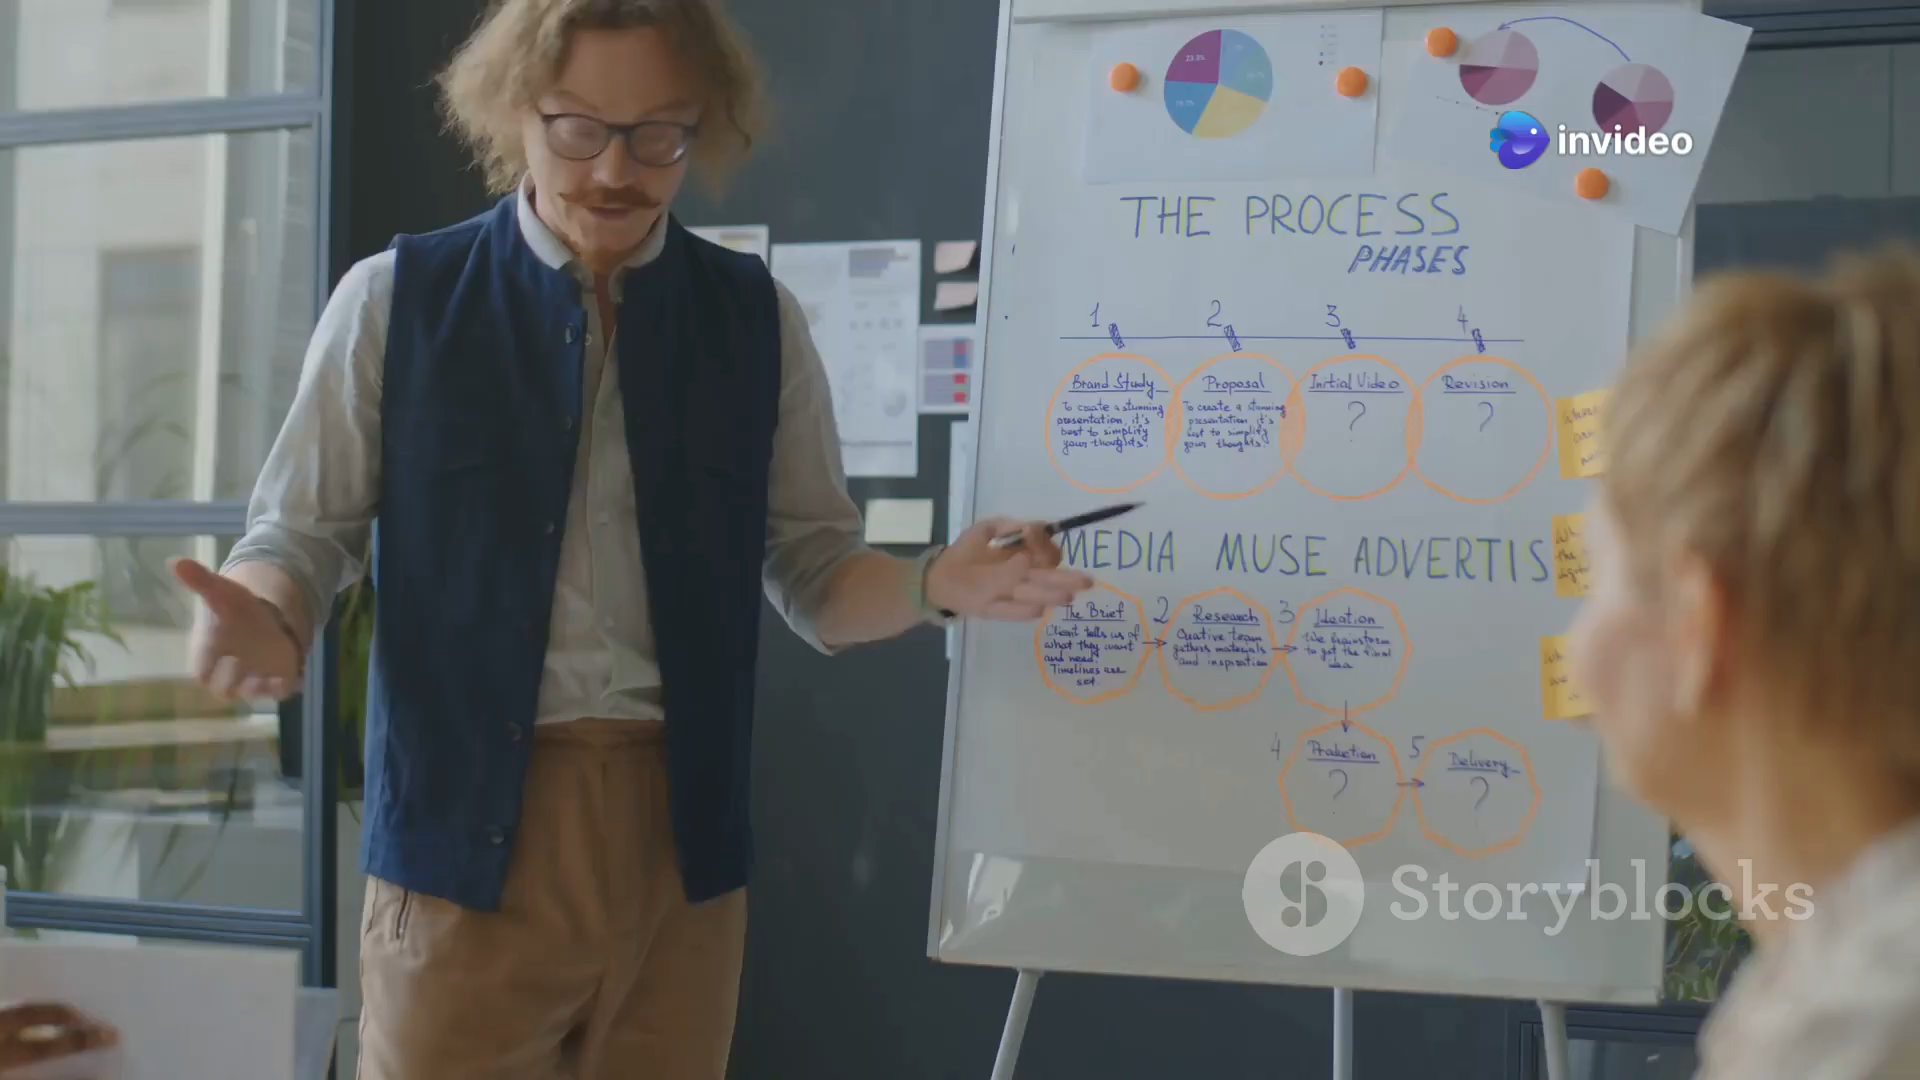 23.8%
invideo
THE PROCESS
PHASES
1 2 3 4
Brand Study
To create a stunning
presentation, it's
best to simplify
your thoughts.
Proposal
To create a stunning
presentation it's
best to simplify
your thoughts.
Initial Video
?
Revision
?
MEDIA MUSE ADVERTIS
The Brief
Client tells us of
what they want
and need.
Timelines are
set.
2
Research
Creative team
gathers materials
and inspiration
3
Ideation
We brainstorm
to get the final
idea
4
Production
?
5
Delivery
?
Storyblocks